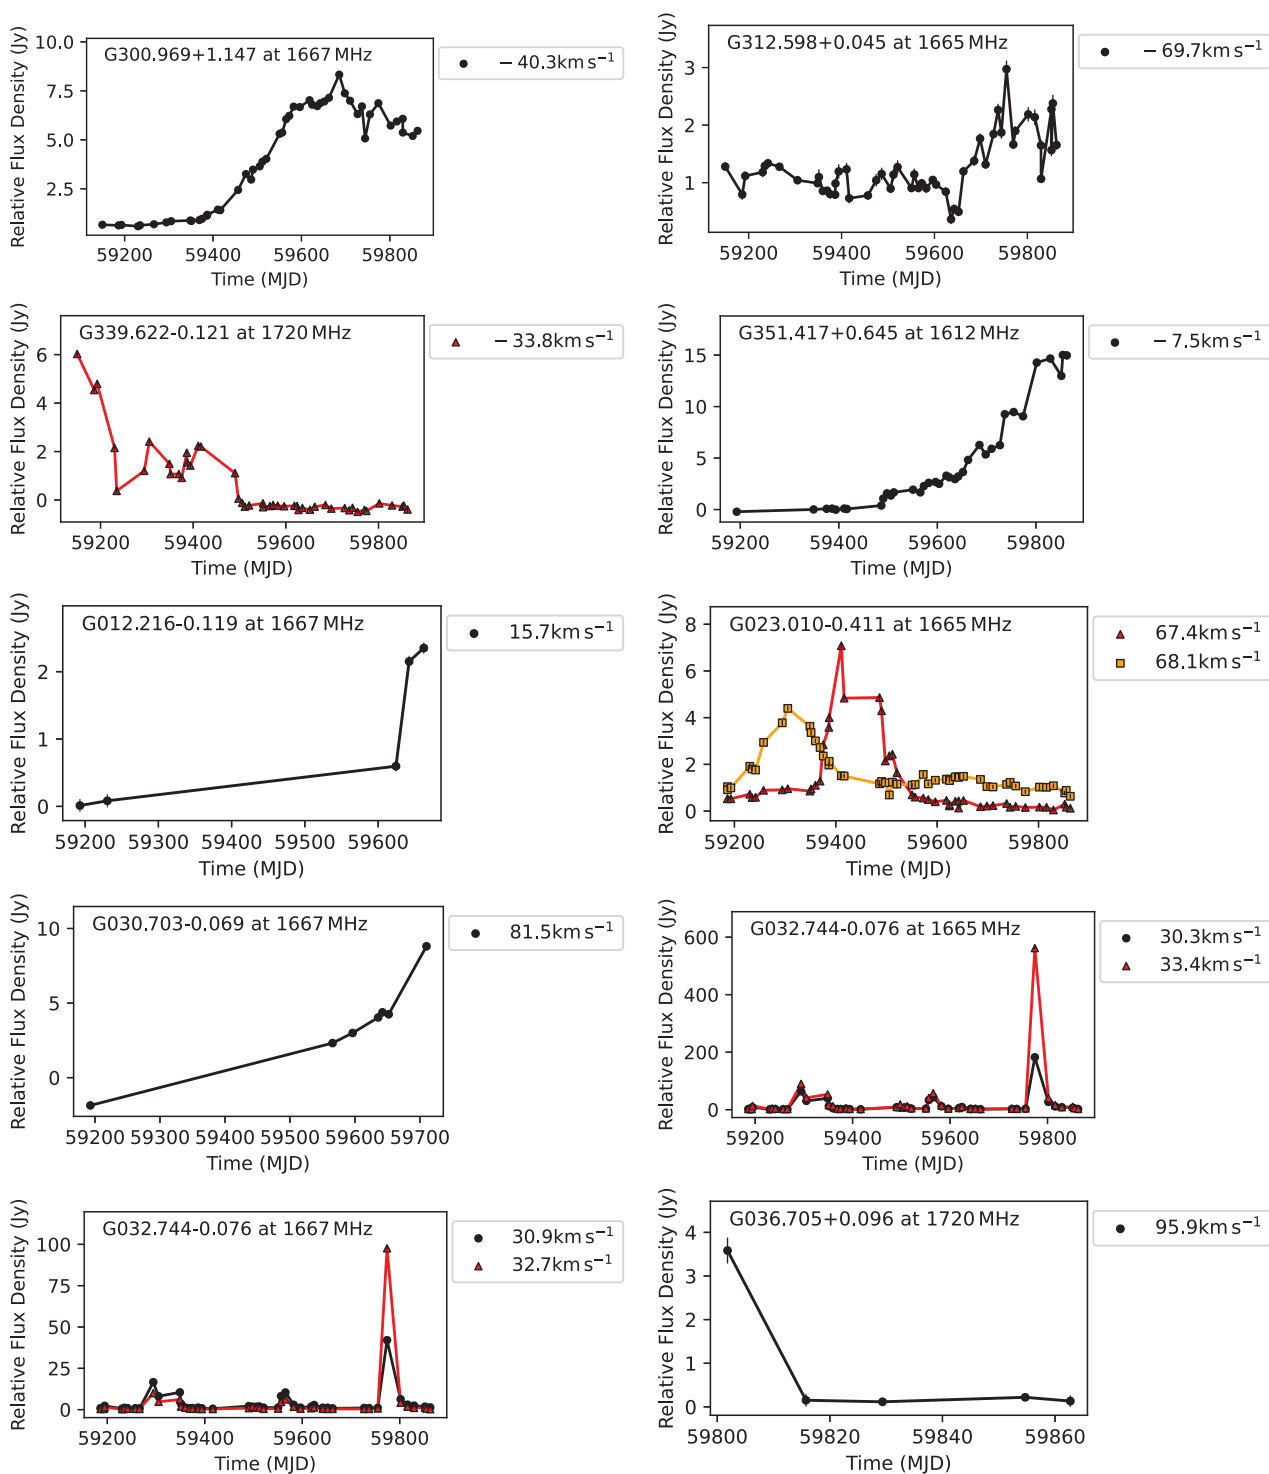 G300.969+1.147 at 1667 MHz
− 40.3km s−1
Relative Flux Density (Jy)
10.0
7.5
5.0
2.5
59200 59400 59600 59800
Time (MJD)
G312.598+0.045 at 1665 MHz
− 69.7km s−1
Relative Flux Density (Jy)
3
2
1
59200 59400 59600 59800
Time (MJD)
G339.622-0.121 at 1720 MHz
− 33.8km s−1
Relative Flux Density (Jy)
6
4
2
0
59200 59400 59600 59800
Time (MJD)
G351.417+0.645 at 1612 MHz
− 7.5km s−1
Relative Flux Density (Jy)
15
10
5
0
59200 59400 59600 59800
Time (MJD)
G012.216-0.119 at 1667 MHz
15.7km s−1
Relative Flux Density (Jy)
2
1
0
59200 59300 59400 59500 59600
Time (MJD)
G023.010-0.411 at 1665 MHz
67.4km s−1
68.1km s−1
Relative Flux Density (Jy)
8
6
4
2
0
59200 59400 59600 59800
Time (MJD)
G030.703-0.069 at 1667 MHz
81.5km s−1
Relative Flux Density (Jy)
10
5
0
59200 59300 59400 59500 59600 59700
Time (MJD)
G032.744-0.076 at 1665 MHz
30.3km s−1
33.4km s−1
Relative Flux Density (Jy)
600
400
200
0
59200 59400 59600 59800
Time (MJD)
G032.744-0.076 at 1667 MHz
30.9km s−1
32.7km s−1
Relative Flux Density (Jy)
100
75
50
25
0
59200 59400 59600 59800
Time (MJD)
G036.705+0.096 at 1720 MHz
95.9km s−1
Relative Flux Density (Jy)
4
3
2
1
0
59800 59820 59840 59860
Time (MJD)